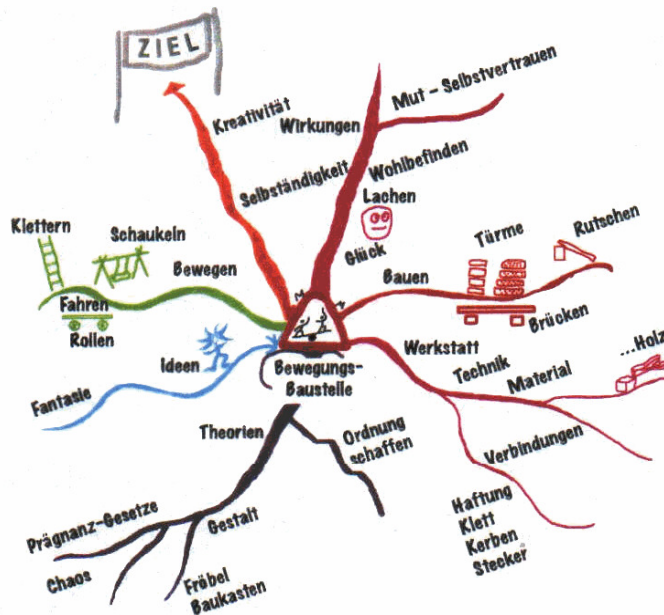 ZIEL
Kreativität
Selbständigkeit
Wirkungen
Mut - Selbstvertrauen
Wohlbefinden
Lachen
Glück
Klettern
Schaukeln
Bewegen
Fahren
Rollen
Ideen
Fantasie
Bewegungs-
Baustelle
Bauen
Türme
Rutschen
Brücken
Werkstatt
Technik
Material
...Holz
Verbindungen
Haftung
Klett
Kerben
Stecker
Theorien
Ordnung
schaffen
Prägnanz-Gesetze
Gestalt
Chaos
Fröbel
Baukasten